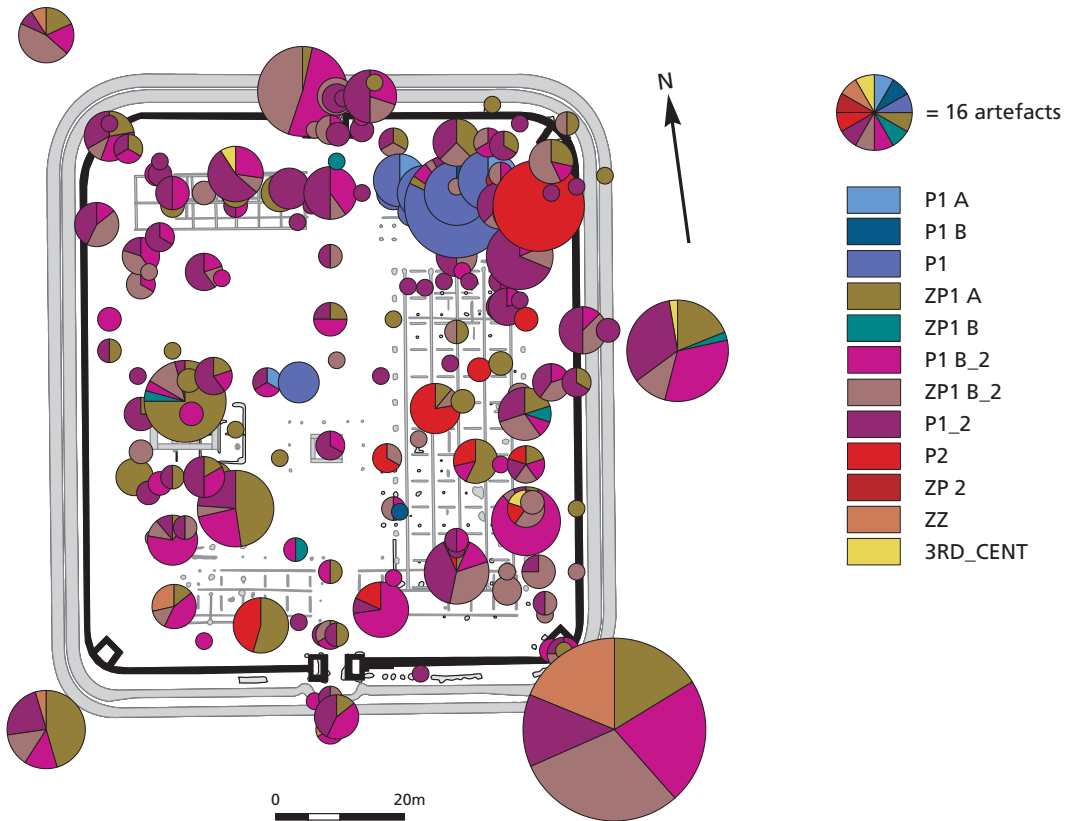 N
= 16 artefacts
P1 A
P1 B
P1
ZP1 A
ZP1 B
P1 B_2
ZP1 B_2
P1_2
P2
ZP 2
ZZ
3RD_CENT
0 20m